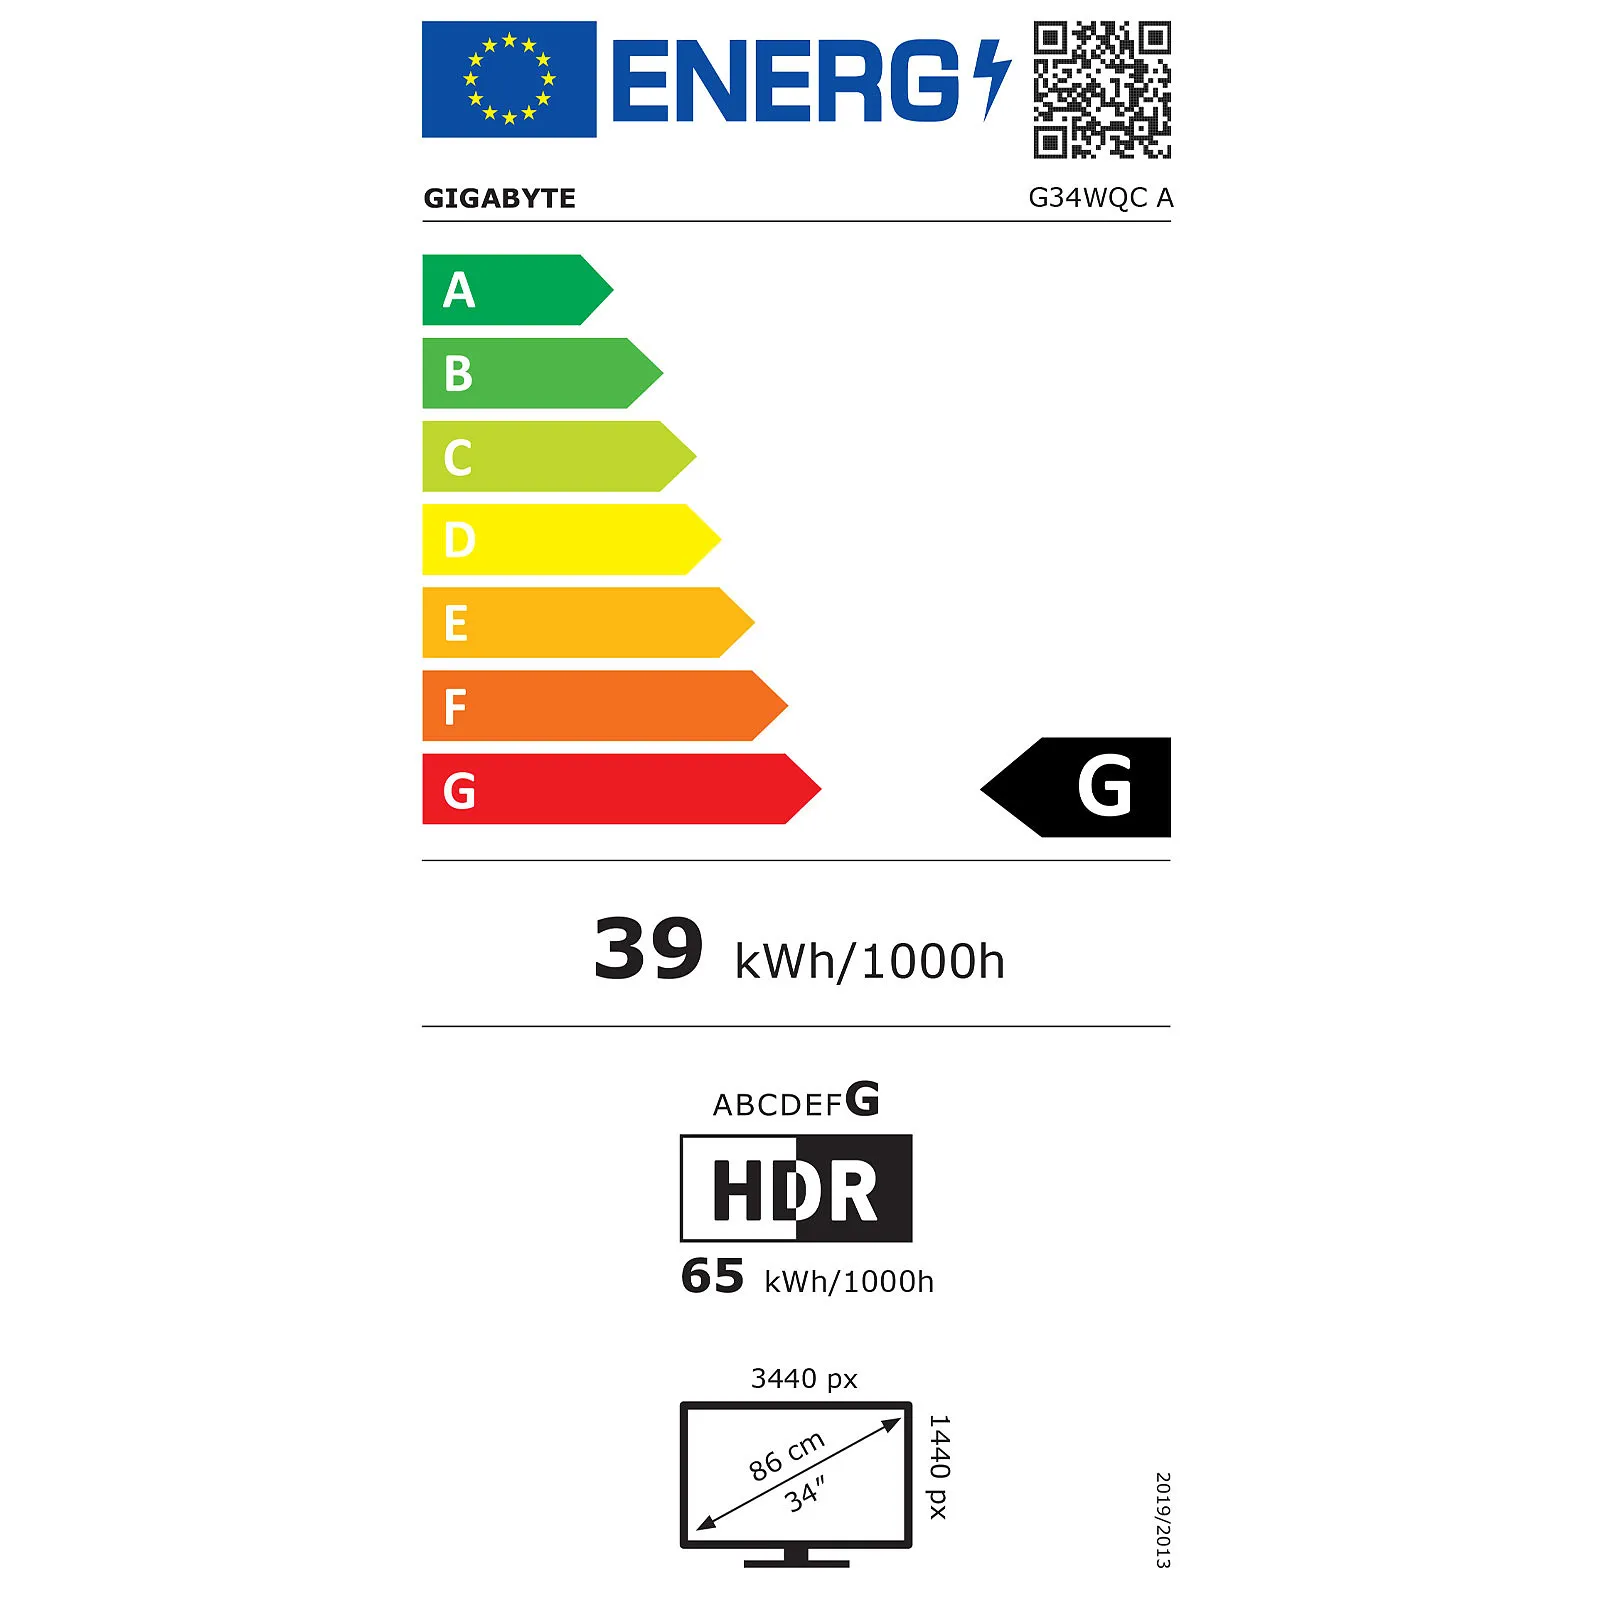 ENERG
GIGABYTE
G34WQC A
A
B
C
D
E
F
G
G
39 kWh/1000h
ABCDEFG
HDR
65 kWh/1000h
3440 px
86 cm
34"
1440 px
2019/2013